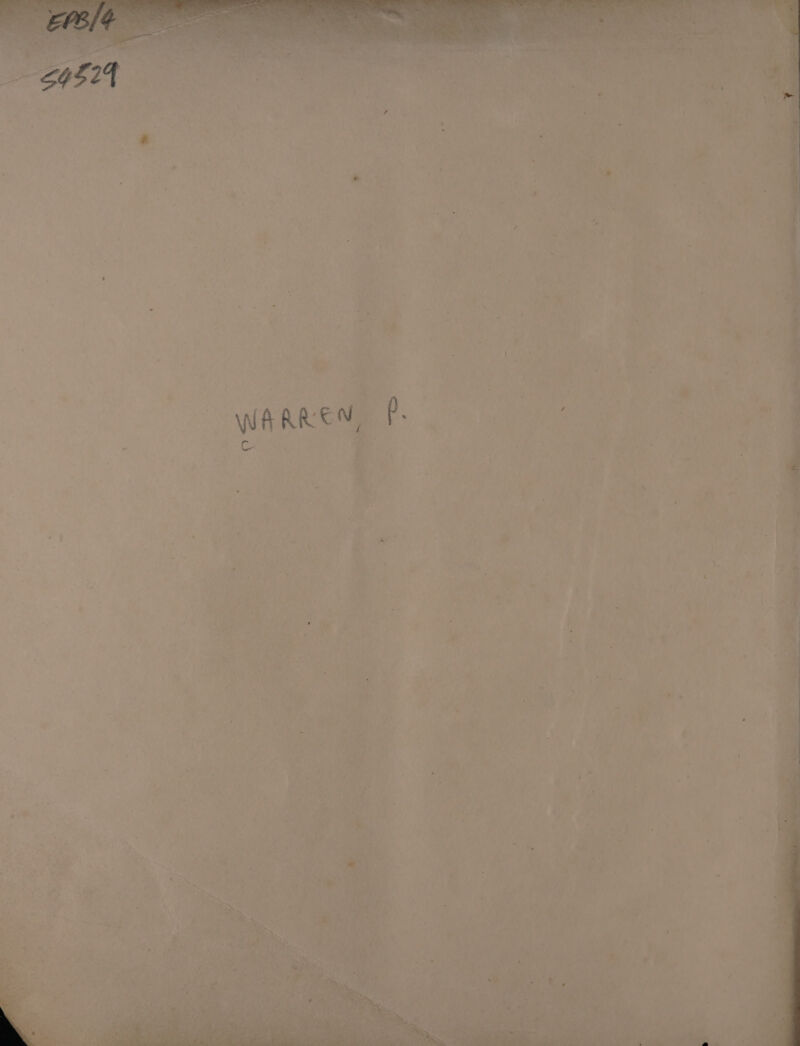 EPB/4
54529
WARREN, P.
C